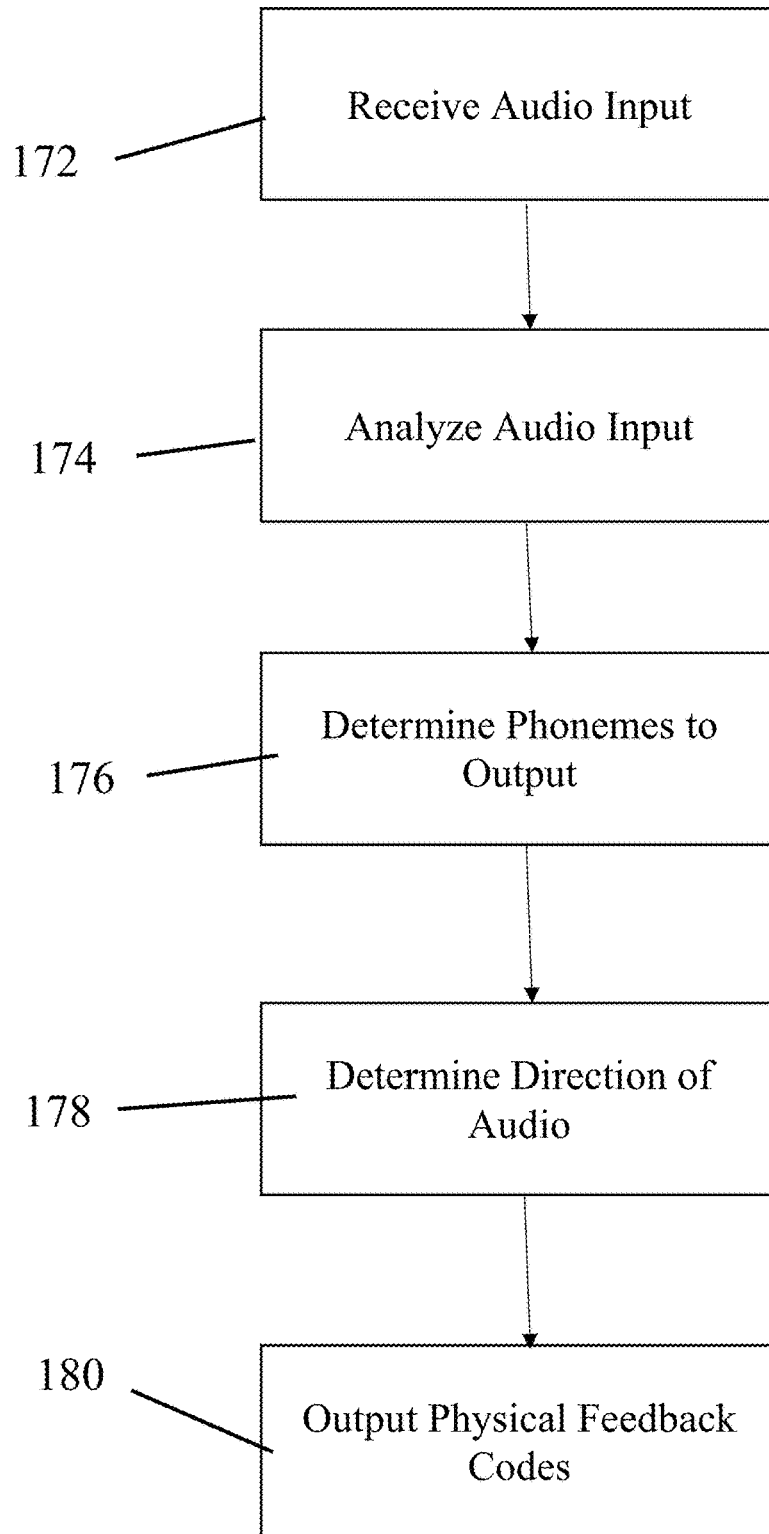 Receive Audio Input
172
Analyze Audio Input
174
Determine Phonemes to
Output
176
Determine Direction of
Audio
178
180
Output Physical Feedback
Codes